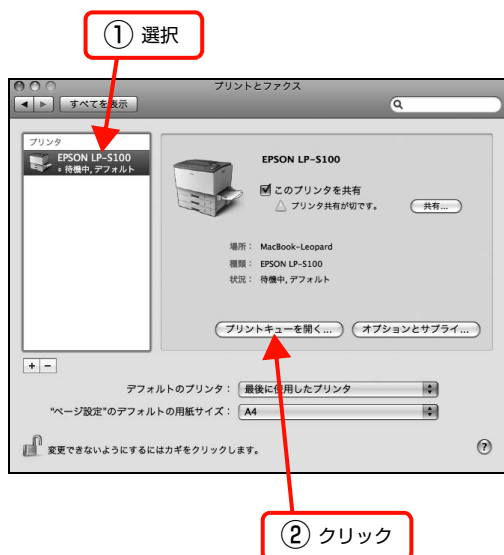 ① 選択
プリントとファクス
すべてを表示
プリンタ
EPSON LP-S100
待機中, デフォルト
EPSON LP-S100
このプリンタを共有
プリンタ共有が切です。
共有...
場所： MacBook-Leopard
種類： EPSON LP-S100
状況： 待機中, デフォルト
プリントキューを開く...
オプションとサプライ...
+ -
デフォルトのプリンタ： 最後に使用したプリンタ
"ページ設定"のデフォルトの用紙サイズ： A4
変更できないようにするにはカギをクリックします。
?
② クリック